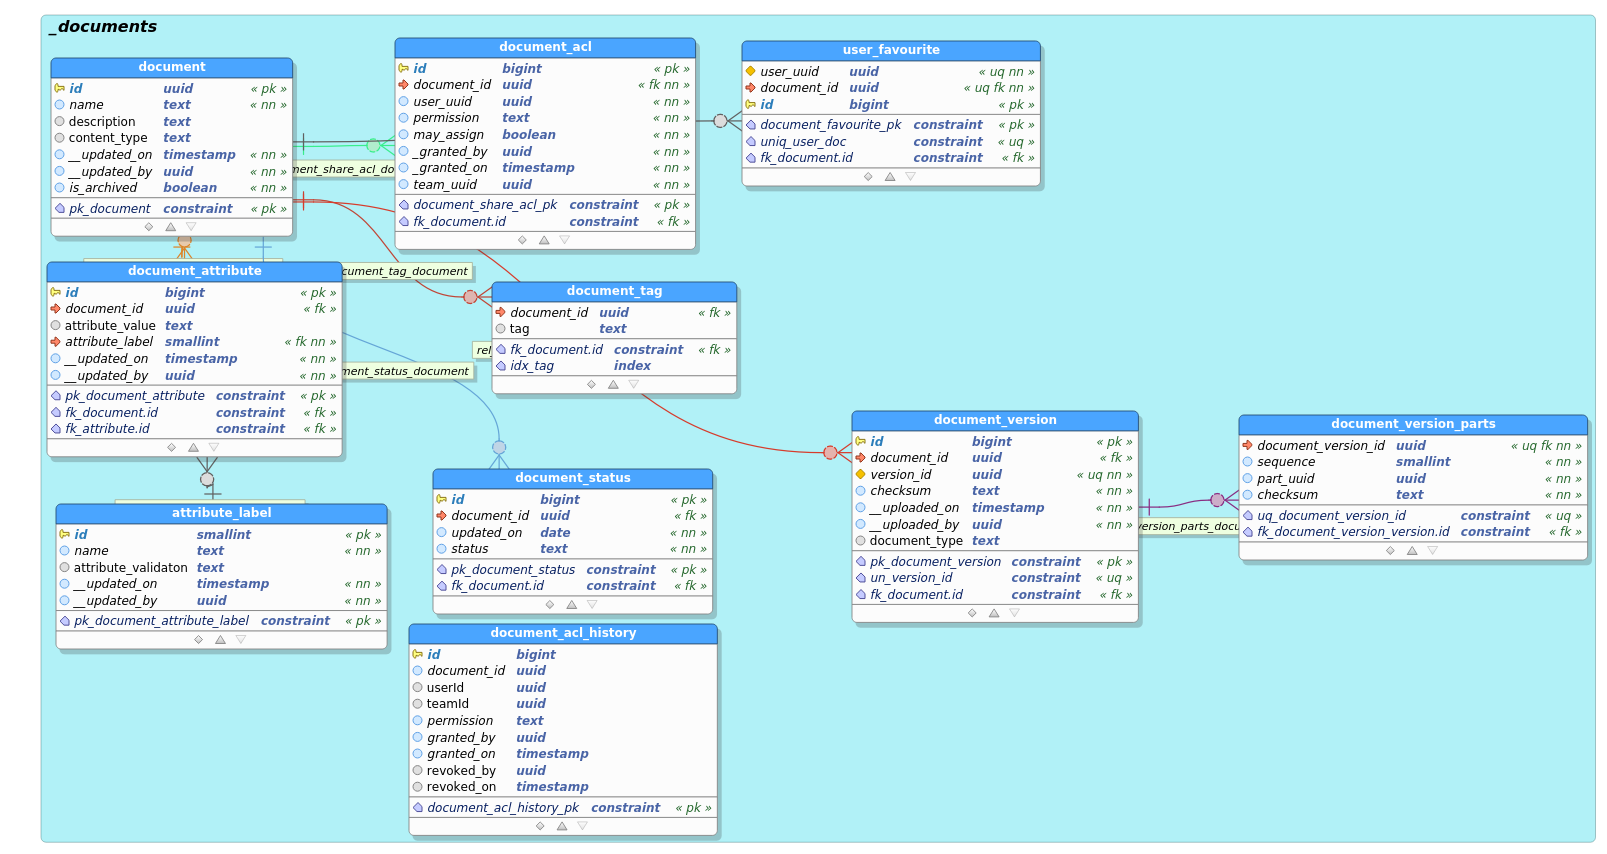 _documents
document
id uuid « pk »
name text « nn »
description text
content_type text
__updated_on timestamp « nn »
__updated_by uuid « nn »
is_archived boolean « nn »
pk_document constraint « pk »
document_acl
id bigint « pk »
document_id uuid « fk nn »
user_uuid uuid « nn »
permission text « nn »
may_assign boolean « nn »
_granted_by uuid « nn »
_granted_on timestamp « nn »
team_uuid uuid « nn »
document_share_acl_pk constraint « pk »
fk_document.id constraint « fk »
user_favourite
user_uuid uuid « uq nn »
document_id uuid « uq fk nn »
id bigint « pk »
document_favourite_pk constraint « pk »
uniq_user_doc constraint « uq »
fk_document.id constraint « fk »
ment_share_acl_do
document_attribute
id bigint « pk »
document_id uuid « fk »
attribute_value text
attribute_label smallint « fk nn »
__updated_on timestamp « nn »
__updated_by uuid « nn »
pk_document_attribute constraint « pk »
fk_document.id constraint « fk »
fk_attribute.id constraint « fk »
cument_tag_document
document_tag
document_id uuid « fk »
tag text
fk_document.id constraint « fk »
idx_tag index
rel
ment_status_document
attribute_label
id smallint « pk »
name text « nn »
attribute_validaton text
__updated_on timestamp « nn »
__updated_by uuid « nn »
pk_document_attribute_label constraint « pk »
document_status
id bigint « pk »
document_id uuid « fk »
updated_on date « nn »
status text « nn »
pk_document_status constraint « pk »
fk_document.id constraint « fk »
document_version
id bigint « pk »
document_id uuid « fk »
version_id uuid « uq nn »
checksum text « nn »
__uploaded_on timestamp « nn »
__uploaded_by uuid « nn »
document_type text
pk_document_version constraint « pk »
un_version_id constraint « uq »
fk_document.id constraint « fk »
version_parts_docu
document_version_parts
document_version_id uuid « uq fk nn »
sequence smallint « nn »
part_uuid uuid « nn »
checksum text « nn »
uq_document_version_id constraint « uq »
fk_document_version_version.id constraint « fk »
document_acl_history
id bigint
document_id uuid
userId uuid
teamId uuid
permission text
granted_by uuid
granted_on timestamp
revoked_by uuid
revoked_on timestamp
document_acl_history_pk constraint « pk »